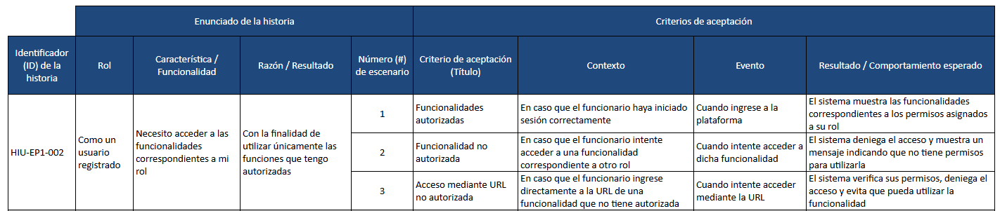 Enunciado de la historia
Criterios de aceptación
Identificador
(ID) de la
historia
Rol
Característica /
Funcionalidad
Razón / Resultado
Número (#)
de escenario
Criterio de aceptación
(Título)
Contexto
Evento
Resultado / Comportamiento esperado
HIU-EP1-002
Como un
usuario
registrado
Necesito acceder a las
funcionalidades
correspondientes a mi
rol
Con la finalidad de
utilizar únicamente las
funciones que tengo
autorizadas
1
Funcionalidades
autorizadas
En caso que el funcionario haya iniciado
sesión correctamente
Cuando ingrese a la
plataforma
El sistema muestra las funcionalidades
correspondientes a los permisos asignados
a su rol
2
Funcionalidad no
autorizada
En caso que el funcionario intente
acceder a una funcionalidad
correspondiente a otro rol
Cuando intente acceder a
dicha funcionalidad
El sistema deniega el acceso y muestra un
mensaje indicando que no tiene permisos
para utilizarla
3
Acceso mediante URL
no autorizada
En caso que el funcionario ingrese
directamente a la URL de una
funcionalidad que no tiene autorizada
Cuando intente acceder
mediante la URL
El sistema verifica sus permisos, deniega el
acceso y evita que pueda utilizar la
funcionalidad